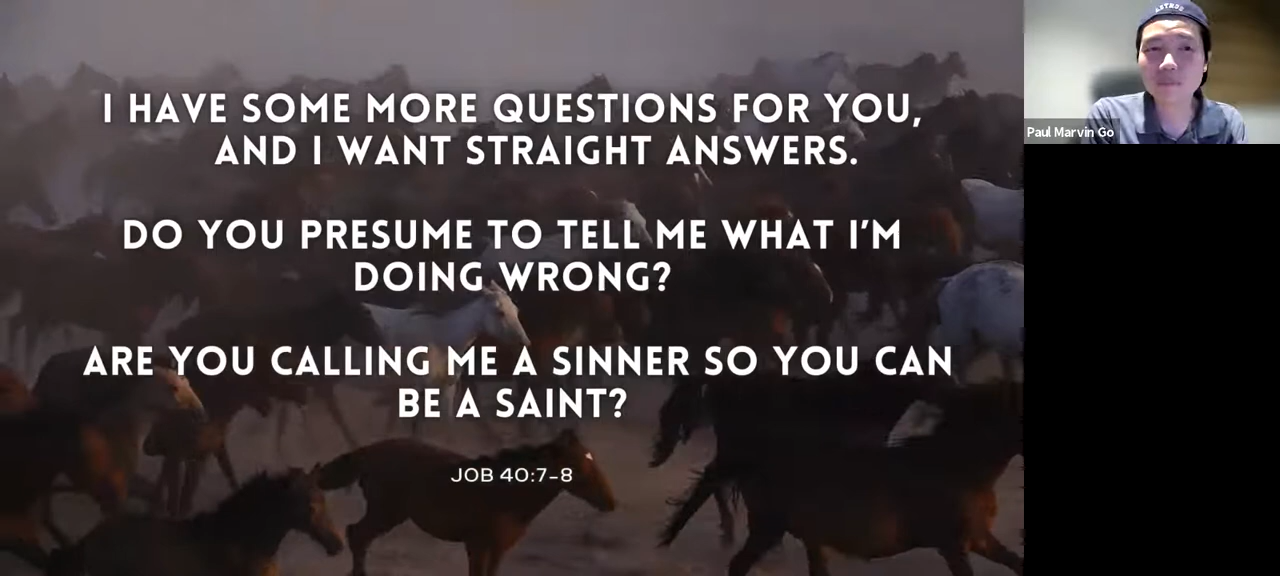 I HAVE SOME MORE QUESTIONS FOR YOU,
AND I WANT STRAIGHT ANSWERS.
DO YOU PRESUME TO TELL ME WHAT I'M
DOING WRONG?
ARE YOU CALLING ME A SINNER SO YOU CAN
BE A SAINT?
JOB 40:7-8
ASTROS
Paul Marvin Go